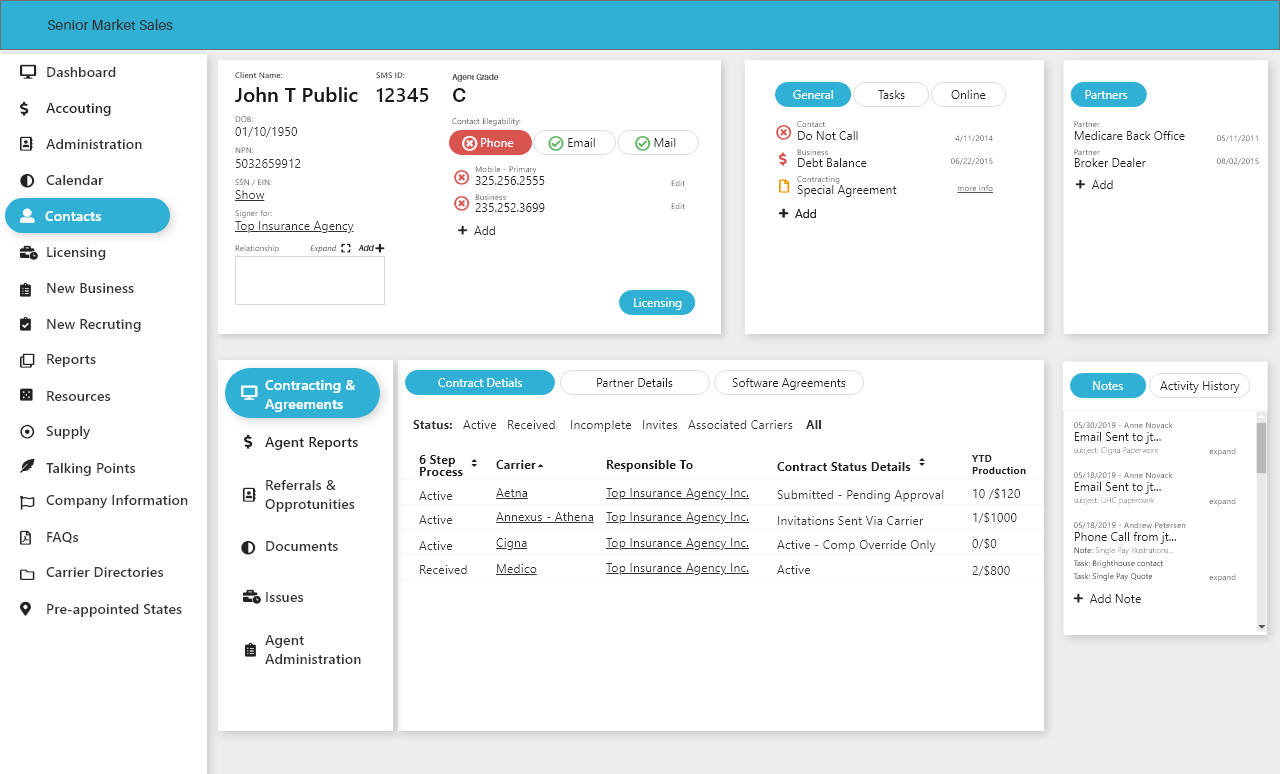 Senior Market Sales
Dashboard
Accouting
Administration
Calendar
Contacts
Licensing
New Business
New Recruting
Reports
Resources
Supply
Talking Points
Company Information
FAQs
Carrier Directories
Pre-appointed States
Client Name: SMS ID: Agent Grade
John T Public 12345 C
DOB:
01/10/1950
NPN:
5032659912
SSN / EIN:
Show
Signer for:
Top Insurance Agency
Relationship Expand Add
Contact Elegability:
Phone Email Mail
Mobile - Primary
325.256.2555 Edit
Business
235.252.3699 Edit
Add
Licensing
General Tasks Online
Contact
Do Not Call 4/11/2014
Business
Debt Balance 06/22/2015
Contracting
Special Agreement more info
Add
Partners
Partner
Medicare Back Office 05/11/2011
Partner
Broker Dealer 08/02/2015
Add
Contracting &
Agreements
Agent Reports
Referrals &
Opprotunities
Documents
Issues
Agent
Administration
Contract Detials Partner Details Software Agreements
Status: Active Received Incomplete Invites Associated Carriers All
6 Step
Process Carrier Responsible To Contract Status Details YTD
Production
Active Aetna Top Insurance Agency Inc. Submitted - Pending Approval 10 /$120
Active Annexus - Athena Top Insurance Agency Inc. Invitations Sent Via Carrier 1/$1000
Active Cigna Top Insurance Agency Inc. Active - Comp Override Only 0/$0
Received Medico Top Insurance Agency Inc. Active 2/$800
Notes Activity History
05/30/2019 - Anne Novack
Email Sent to jt...
subject: Cigna Paperwork expand
05/18/2019 - Anne Novack
Email Sent to jt...
subject: UHC paperowrk expand
05/18/2019 - Andrew Petersen
Phone Call from jt...
Note: Single Pay illustrations...
Task: Brighthouse contact
Task: Single Pay Quote expand
Add Note